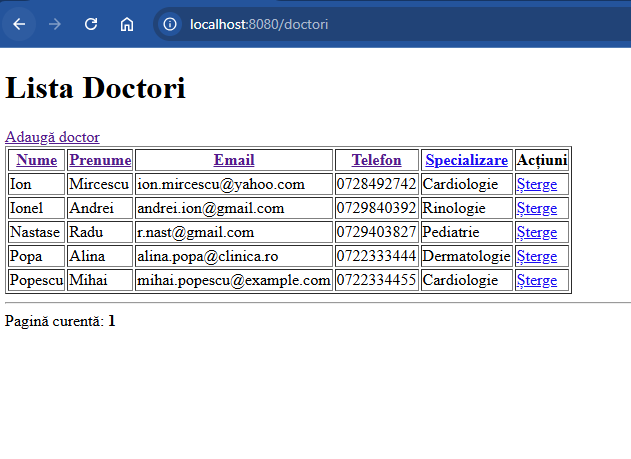 localhost:8080/doctori
Lista Doctori
Adaugă doctor
Nume Prenume Email Telefon Specializare Acțiuni
Ion Mircescu ion.mircescu@yahoo.com 0728492742 Cardiologie Șterge
Ionel Andrei andrei.ion@gmail.com 0729840392 Rinologie Șterge
Nastase Radu r.nast@gmail.com 0729403827 Pediatrie Șterge
Popa Alina alina.popa@clinica.ro 0722333444 Dermatologie Șterge
Popescu Mihai mihai.popescu@example.com 0722334455 Cardiologie Șterge
Pagină curentă: 1